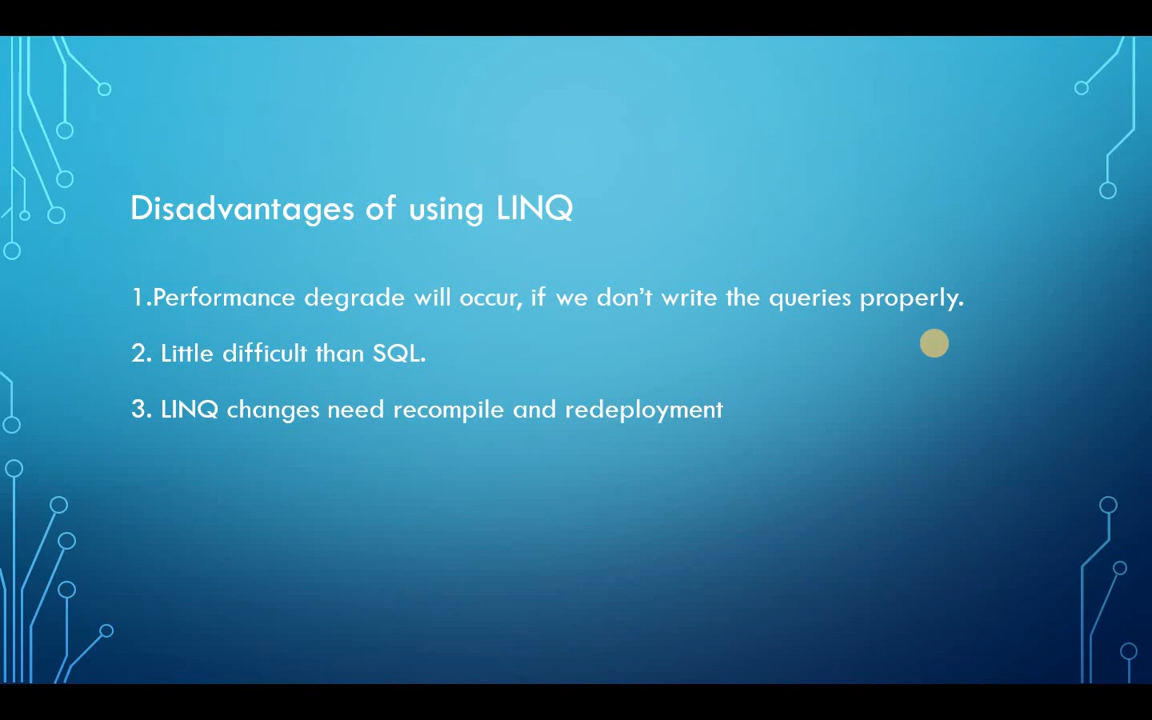 Disadvantages of using LINQ
1.Performance degrade will occur, if we don’t write the queries properly.
2. Little difficult than SQL.
3. LINQ changes need recompile and redeployment